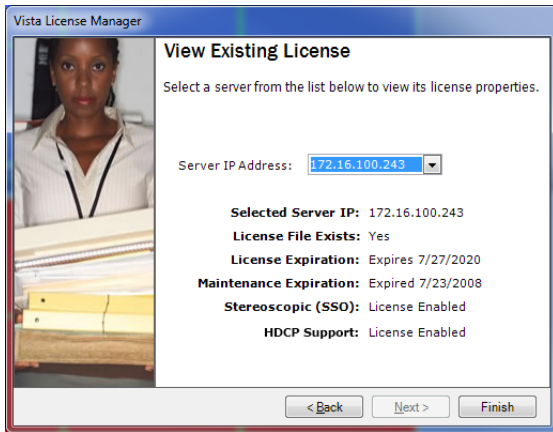 Vista License Manager
View Existing License
Select a server from the list below to view its license properties.
Server IP Address: 172.16.100.243
Selected Server IP: 172.16.100.243
License File Exists: Yes
License Expiration: Expires 7/27/2020
Maintenance Expiration: Expired 7/23/2008
Stereoscopic (SSO): License Enabled
HDCP Support: License Enabled
< Back Next > Finish